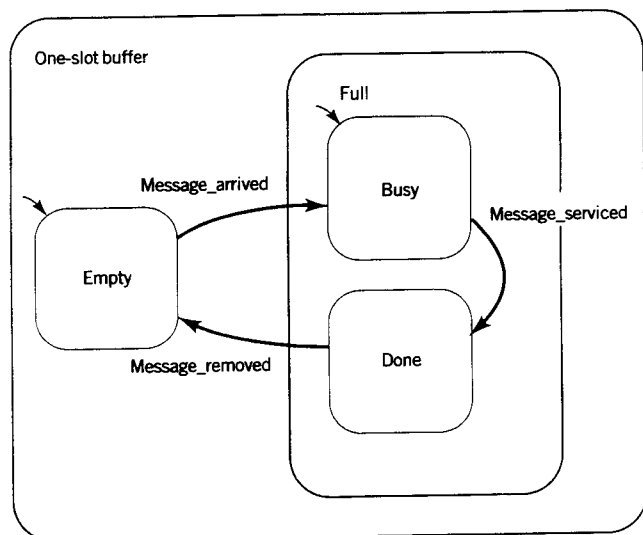 One-slot buffer
Full
Message_arrived
Busy
Message_serviced
Empty
Message_removed
Done